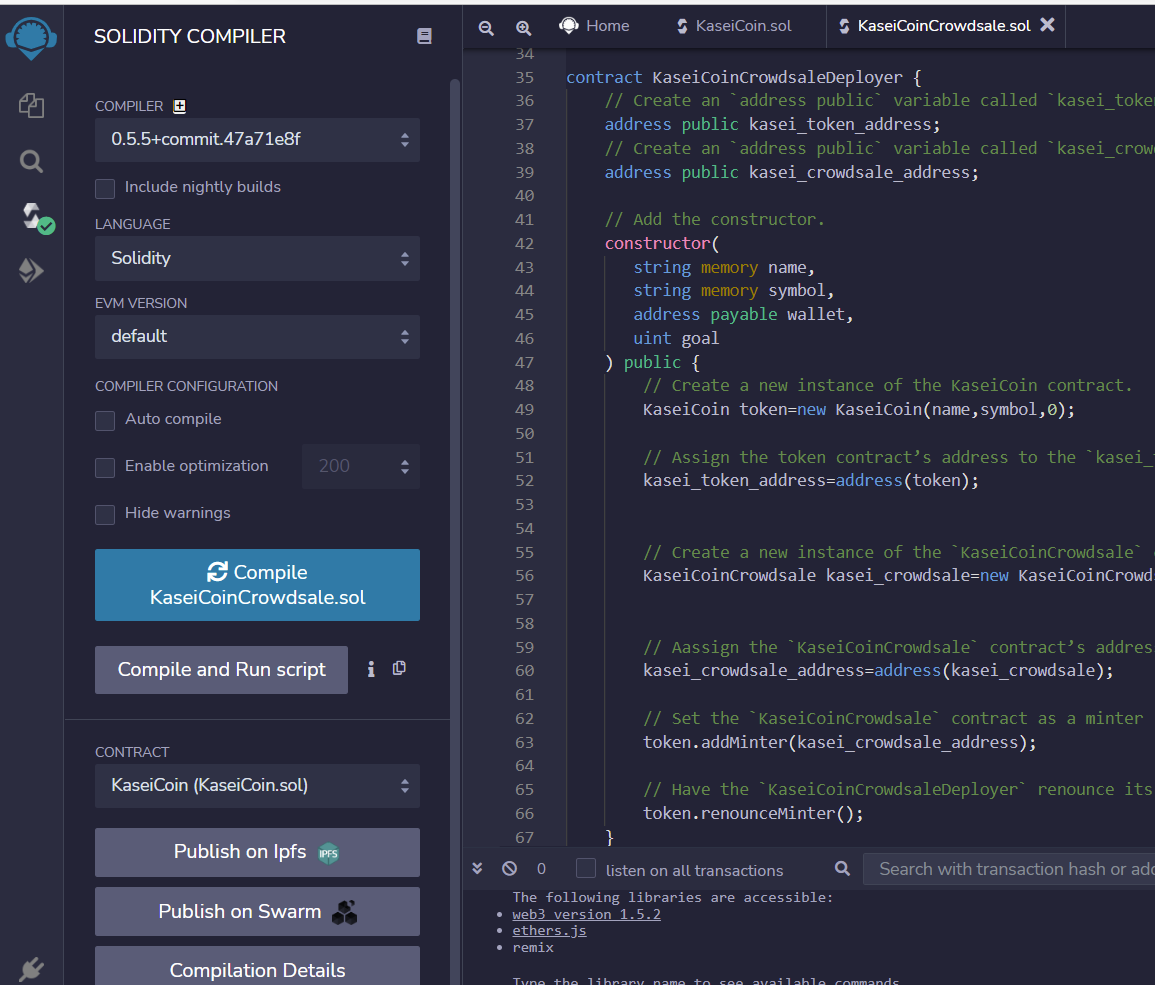 SOLIDITY COMPILER
COMPILER
0.5.5+commit.47a71e8f
Include nightly builds
LANGUAGE
Solidity
EVM VERSION
default
COMPILER CONFIGURATION
Auto compile
Enable optimization 200
Hide warnings
Compile
KaseiCoinCrowdsale.sol
Compile and Run script
CONTRACT
KaseiCoin (KaseiCoin.sol)
Publish on Ipfs IPFS
Publish on Swarm
Compilation Details
Home KaseiCoin.sol KaseiCoinCrowdsale.sol
34
35 contract KaseiCoinCrowdsaleDeployer {
36 // Create an `address public` variable called `kasei_token
37 address public kasei_token_address;
38 // Create an `address public` variable called `kasei_crow
39 address public kasei_crowdsale_address;
40
41 // Add the constructor.
42 constructor(
43 string memory name,
44 string memory symbol,
45 address payable wallet,
46 uint goal
47 ) public {
48 // Create a new instance of the KaseiCoin contract.
49 KaseiCoin token=new KaseiCoin(name,symbol,0);
50
51 // Assign the token contract’s address to the `kasei_
52 kasei_token_address=address(token);
53
54
55 // Create a new instance of the `KaseiCoinCrowdsale`
56 KaseiCoinCrowdsale kasei_crowdsale=new KaseiCoinCrowds
57
58
59 // Aassign the `KaseiCoinCrowdsale` contract’s addres
60 kasei_crowdsale_address=address(kasei_crowdsale);
61
62 // Set the `KaseiCoinCrowdsale` contract as a minter
63 token.addMinter(kasei_crowdsale_address);
64
65 // Have the `KaseiCoinCrowdsaleDeployer` renounce its
66 token.renounceMinter();
67 }
0 listen on all transactions Search with transaction hash or add
The following libraries are accessible:
• web3 version 1.5.2
• ethers.js
• remix
Type the library name to see available commands